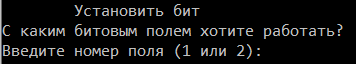 Установить бит
С каким битовым полем хотите работать?
Введите номер поля (1 или 2):